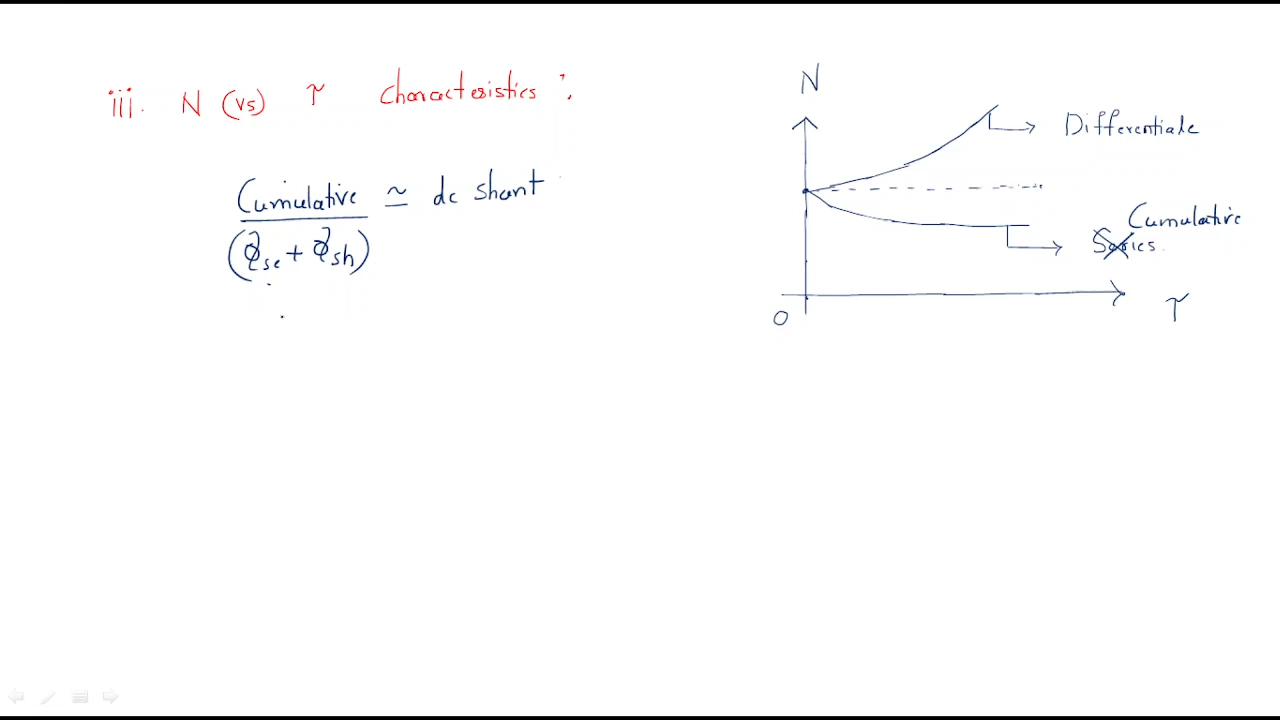 iii. N (vs) τ characteristics :
Cumulative ≃ dc shunt
(Φse + Φsh)
N
Differentiale
Cumulative
Series.
0
τ